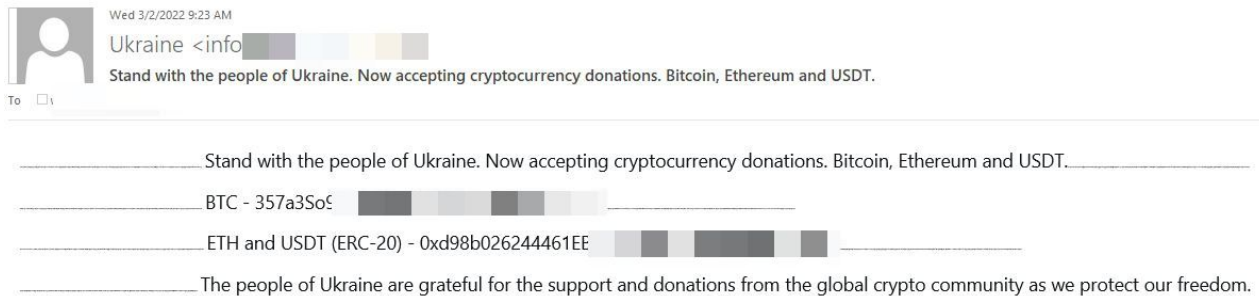 Wed 3/2/2022 9:23 AM
Ukraine <info
Stand with the people of Ukraine. Now accepting cryptocurrency donations. Bitcoin, Ethereum and USDT.
To
Stand with the people of Ukraine. Now accepting cryptocurrency donations. Bitcoin, Ethereum and USDT.
BTC - 357a3So9
ETH and USDT (ERC-20) - 0xd98b026244461EE
The people of Ukraine are grateful for the support and donations from the global crypto community as we protect our freedom.